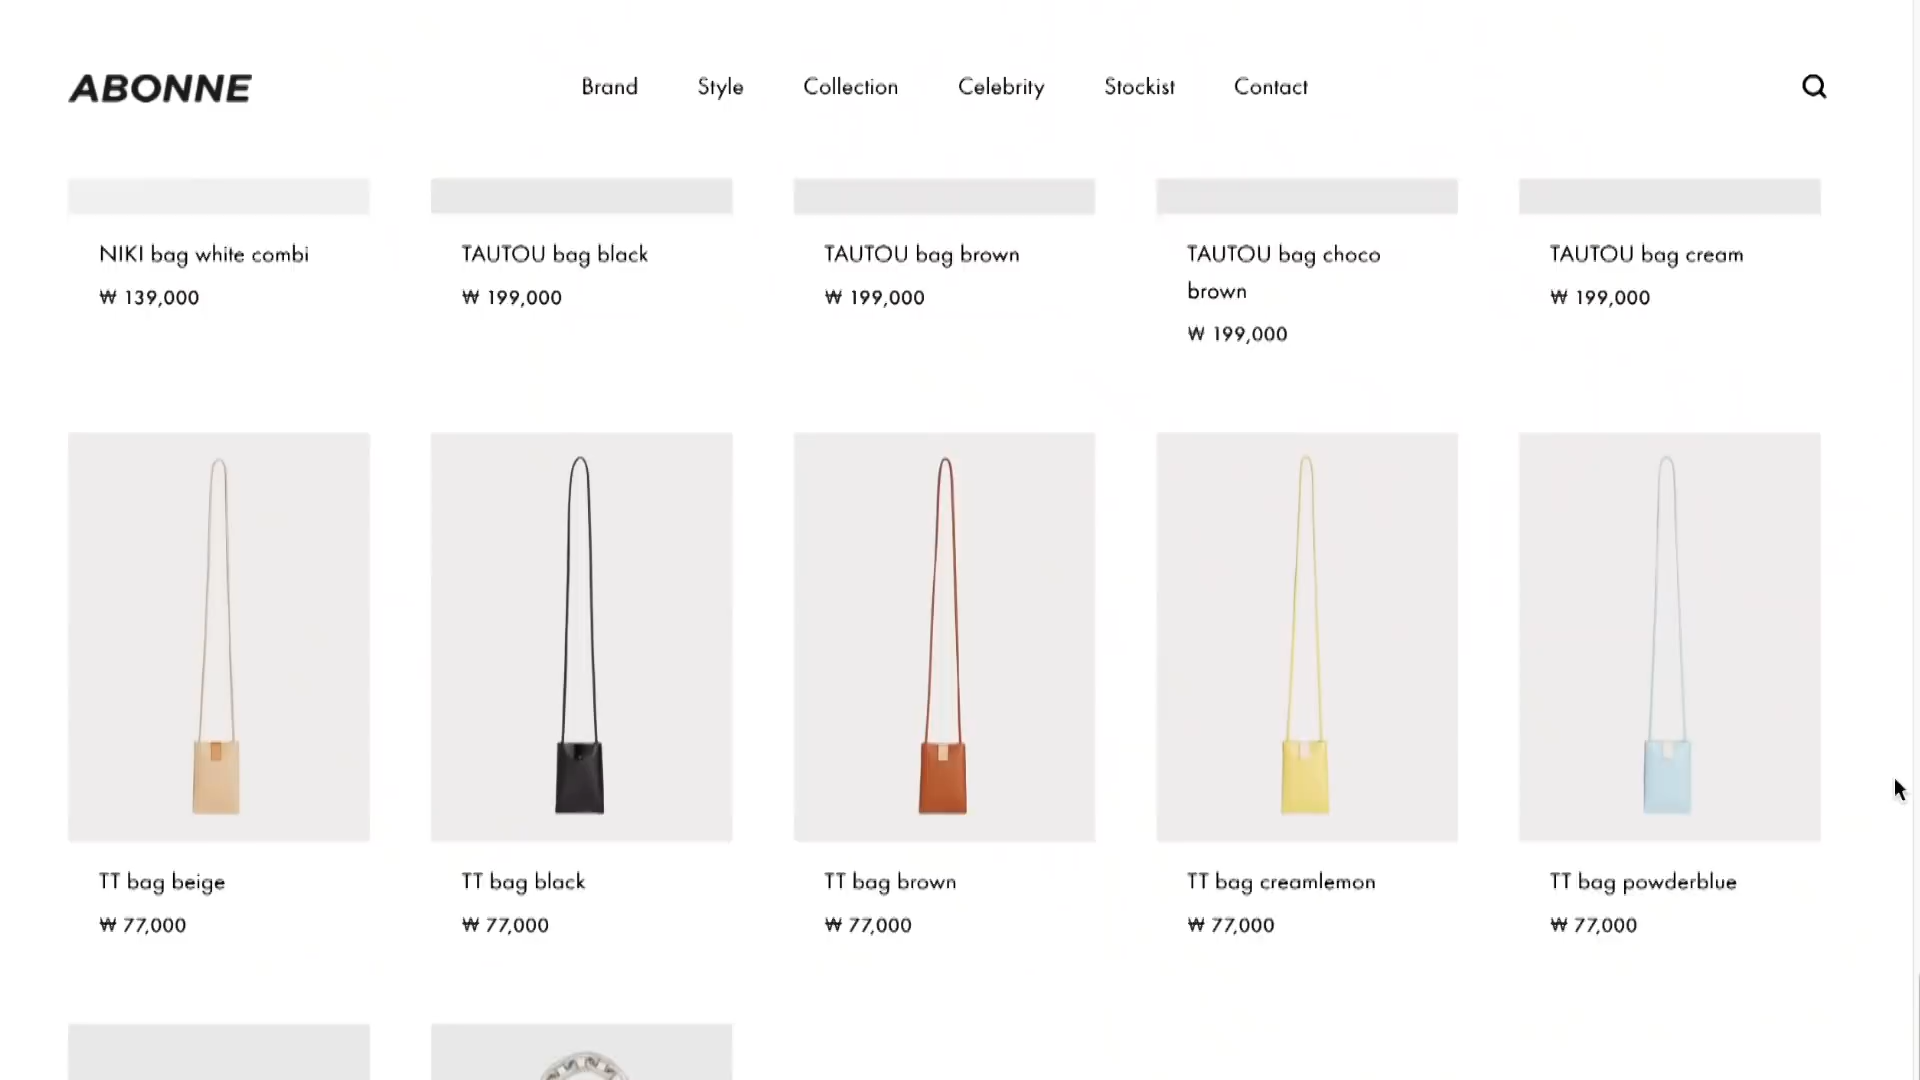 ABONNE
Brand
Style
Collection
Celebrity
Stockist
Contact
NIKI bag white combi
₩ 139,000
TAUTOU bag black
₩ 199,000
TAUTOU bag brown
₩ 199,000
TAUTOU bag choco
brown
₩ 199,000
TAUTOU bag cream
₩ 199,000
TT bag beige
₩ 77,000
TT bag black
₩ 77,000
TT bag brown
₩ 77,000
TT bag creamlemon
₩ 77,000
TT bag powderblue
₩ 77,000